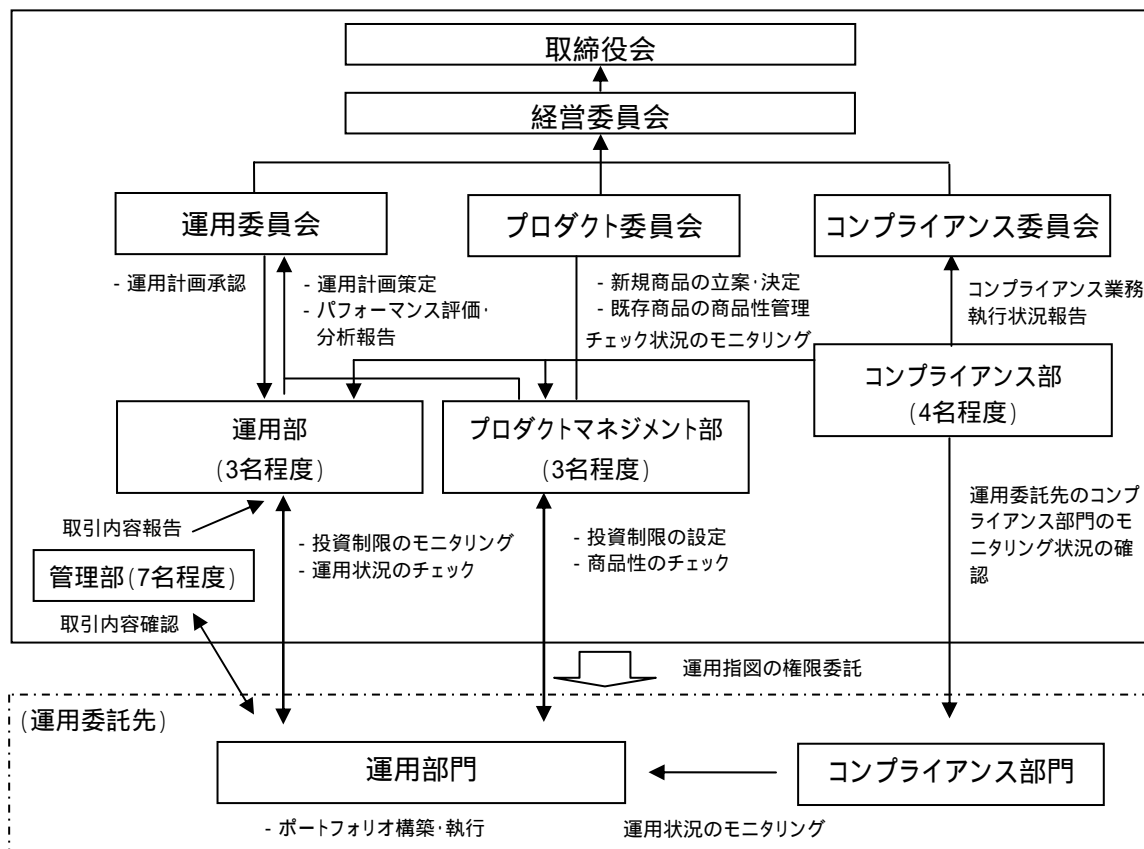 取締役会
経営委員会
運用委員会
プロダクト委員会
コンプライアンス委員会
- 運用計画承認
- 運用計画策定
- パフォーマンス評価・
分析報告
- 新規商品の立案・決定
- 既存商品の商品性管理
コンプライアンス業務
執行状況報告
チェック状況のモニタリング
運用部
(3名程度)
プロダクトマネジメント部
(3名程度)
コンプライアンス部
(4名程度)
取引内容報告
管理部(7名程度)
取引内容確認
- 投資制限のモニタリング
- 運用状況のチェック
- 投資制限の設定
- 商品性のチェック
運用委託先のコンプ
ライアンス部門のモ
ニタリング状況の確
認
運用指図の権限委託
(運用委託先)
運用部門
コンプライアンス部門
- ポートフォリオ構築・執行
運用状況のモニタリング